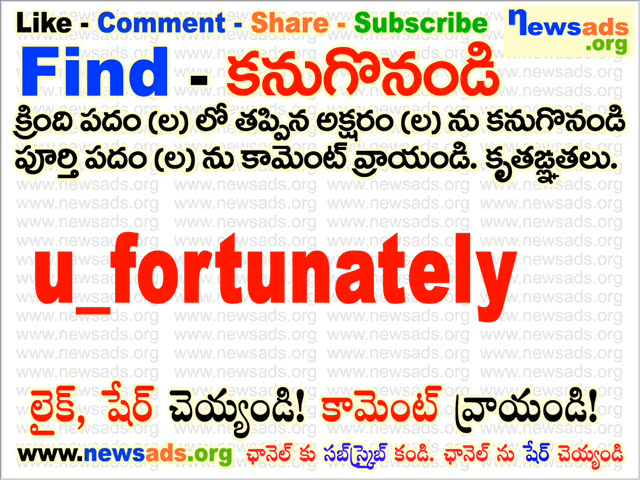 Like - Comment - Share - Subscribe
newsads
.org
Find - కనుగొనండి
క్రింది పదం (ల) లో తప్పిన అక్షరం (ల) ను కనుగొనండి
పూర్తి పదం (ల) ను కామెంట్ వ్రాయండి. కృతజ్ఞతలు.
u_fortunately
లైక్, షేర్ చెయ్యండి! కామెంట్ వ్రాయండి!
www.newsads.org ఛానెల్ కు సబ్‌స్క్రైబ్ కండి. ఛానెల్ ను షేర్ చెయ్యండి